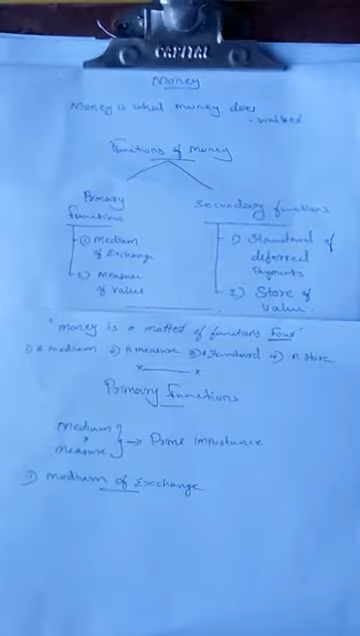 CAPITAL
Money
Money is what money does
- walker
Functions of money
Primary
Functions
Secondary functions
1) Medium
of Exchange
2) Measure
of value
1) Standard of
deferred
Payments
2) Store of
value.
"money is a matter of functions Four"
1) A medium 2) A measure 3) A Standard 4) A Store
x x
Primary Functions
Medium
&
measure
} → Prime importance
1) medium of Exchange